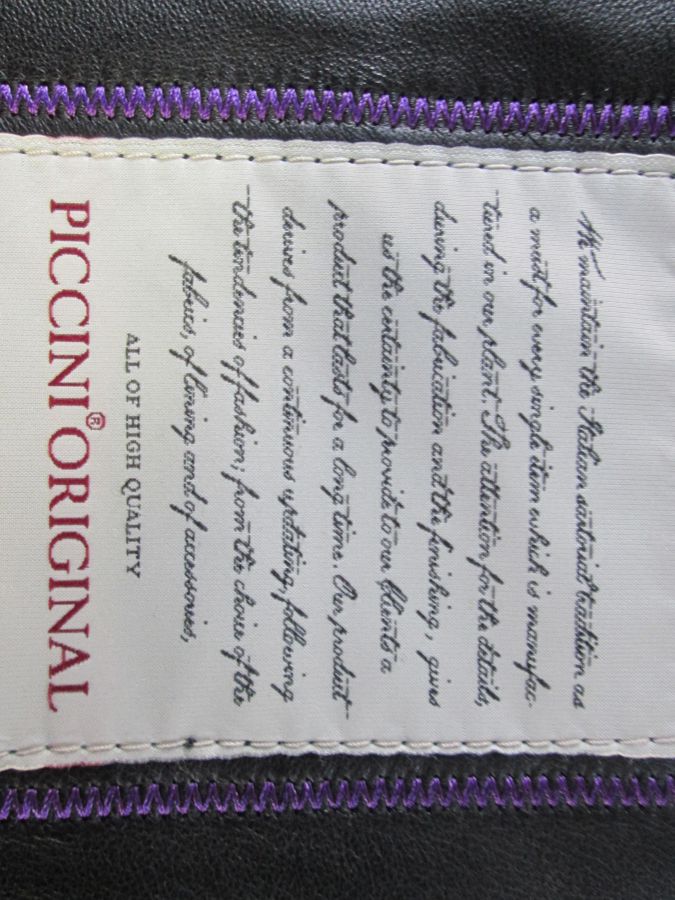 We maintain the Italian sartorial tradition as
a must for every single item which is manufac-
tured in our plant. The attention for the details,
during the fabrication and the finishing, gives
us the certainty to provide to our Clients a
product that lasts for a long time. Our product
derives from a continuous updating, following
the tendencies of fashion; from the choice of the
fabrics, of lining and of accessories,
ALL OF HIGH QUALITY
PICCINI® ORIGINAL